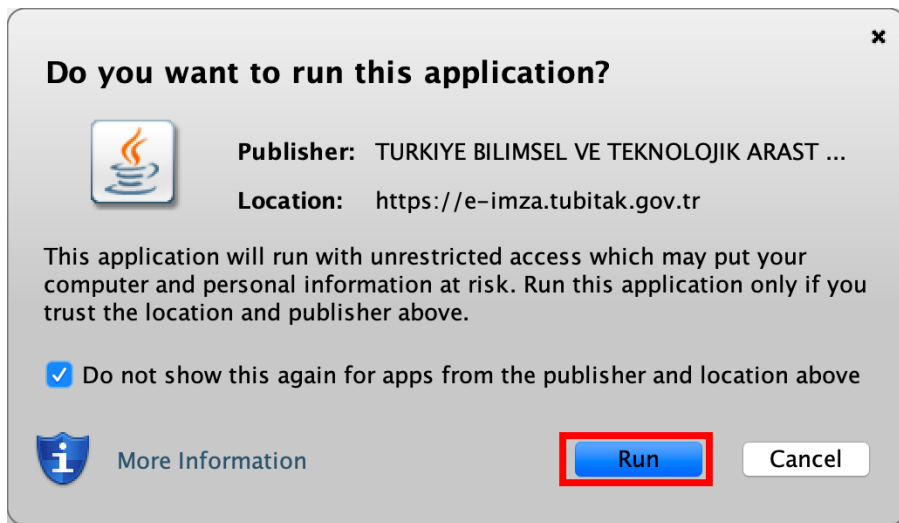 Do you want to run this application?
Publisher: TURKIYE BILIMSEL VE TEKNOLOJIK ARAST ...
Location: https://e-imza.tubitak.gov.tr
This application will run with unrestricted access which may put your
computer and personal information at risk. Run this application only if you
trust the location and publisher above.
Do not show this again for apps from the publisher and location above
More Information
Run
Cancel